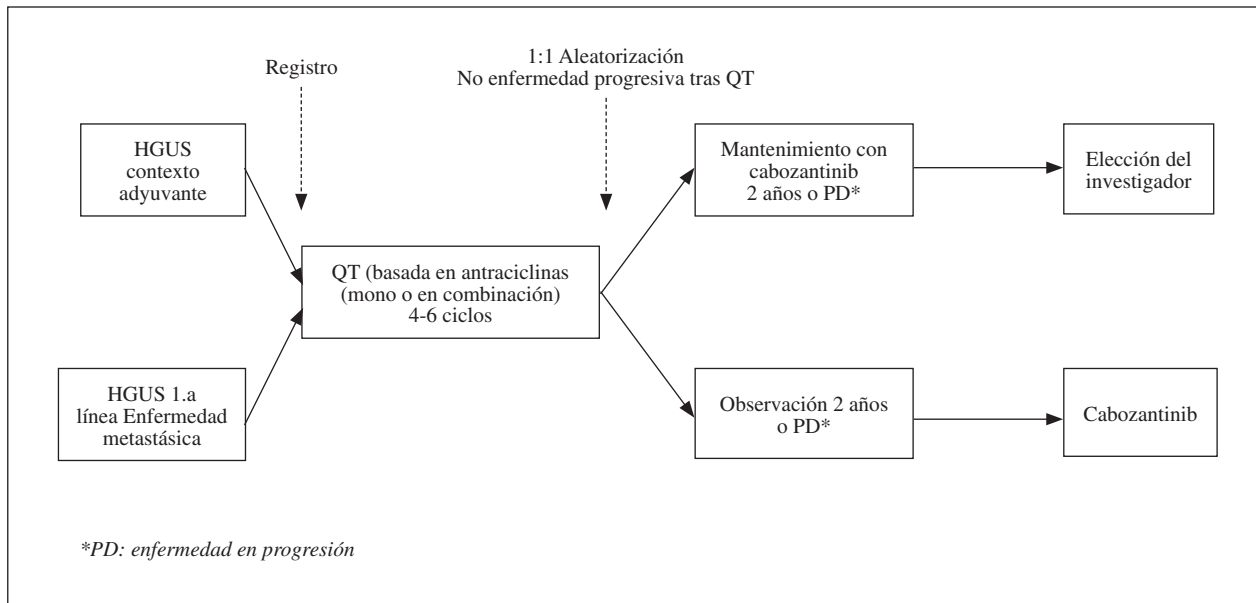 Registro
1:1 Aleatorización
No enfermedad progresiva tras QT
HGUS
contexto
adyuvante
Mantenimiento con
cabozantinib
2 años o PD*
Elección del
investigador
QT (basada en antraciclinas
(mono o en combinación)
4-6 ciclos
HGUS 1.a
línea Enfermedad
metastásica
Observación 2 años
o PD*
Cabozantinib
*PD: enfermedad en progresión